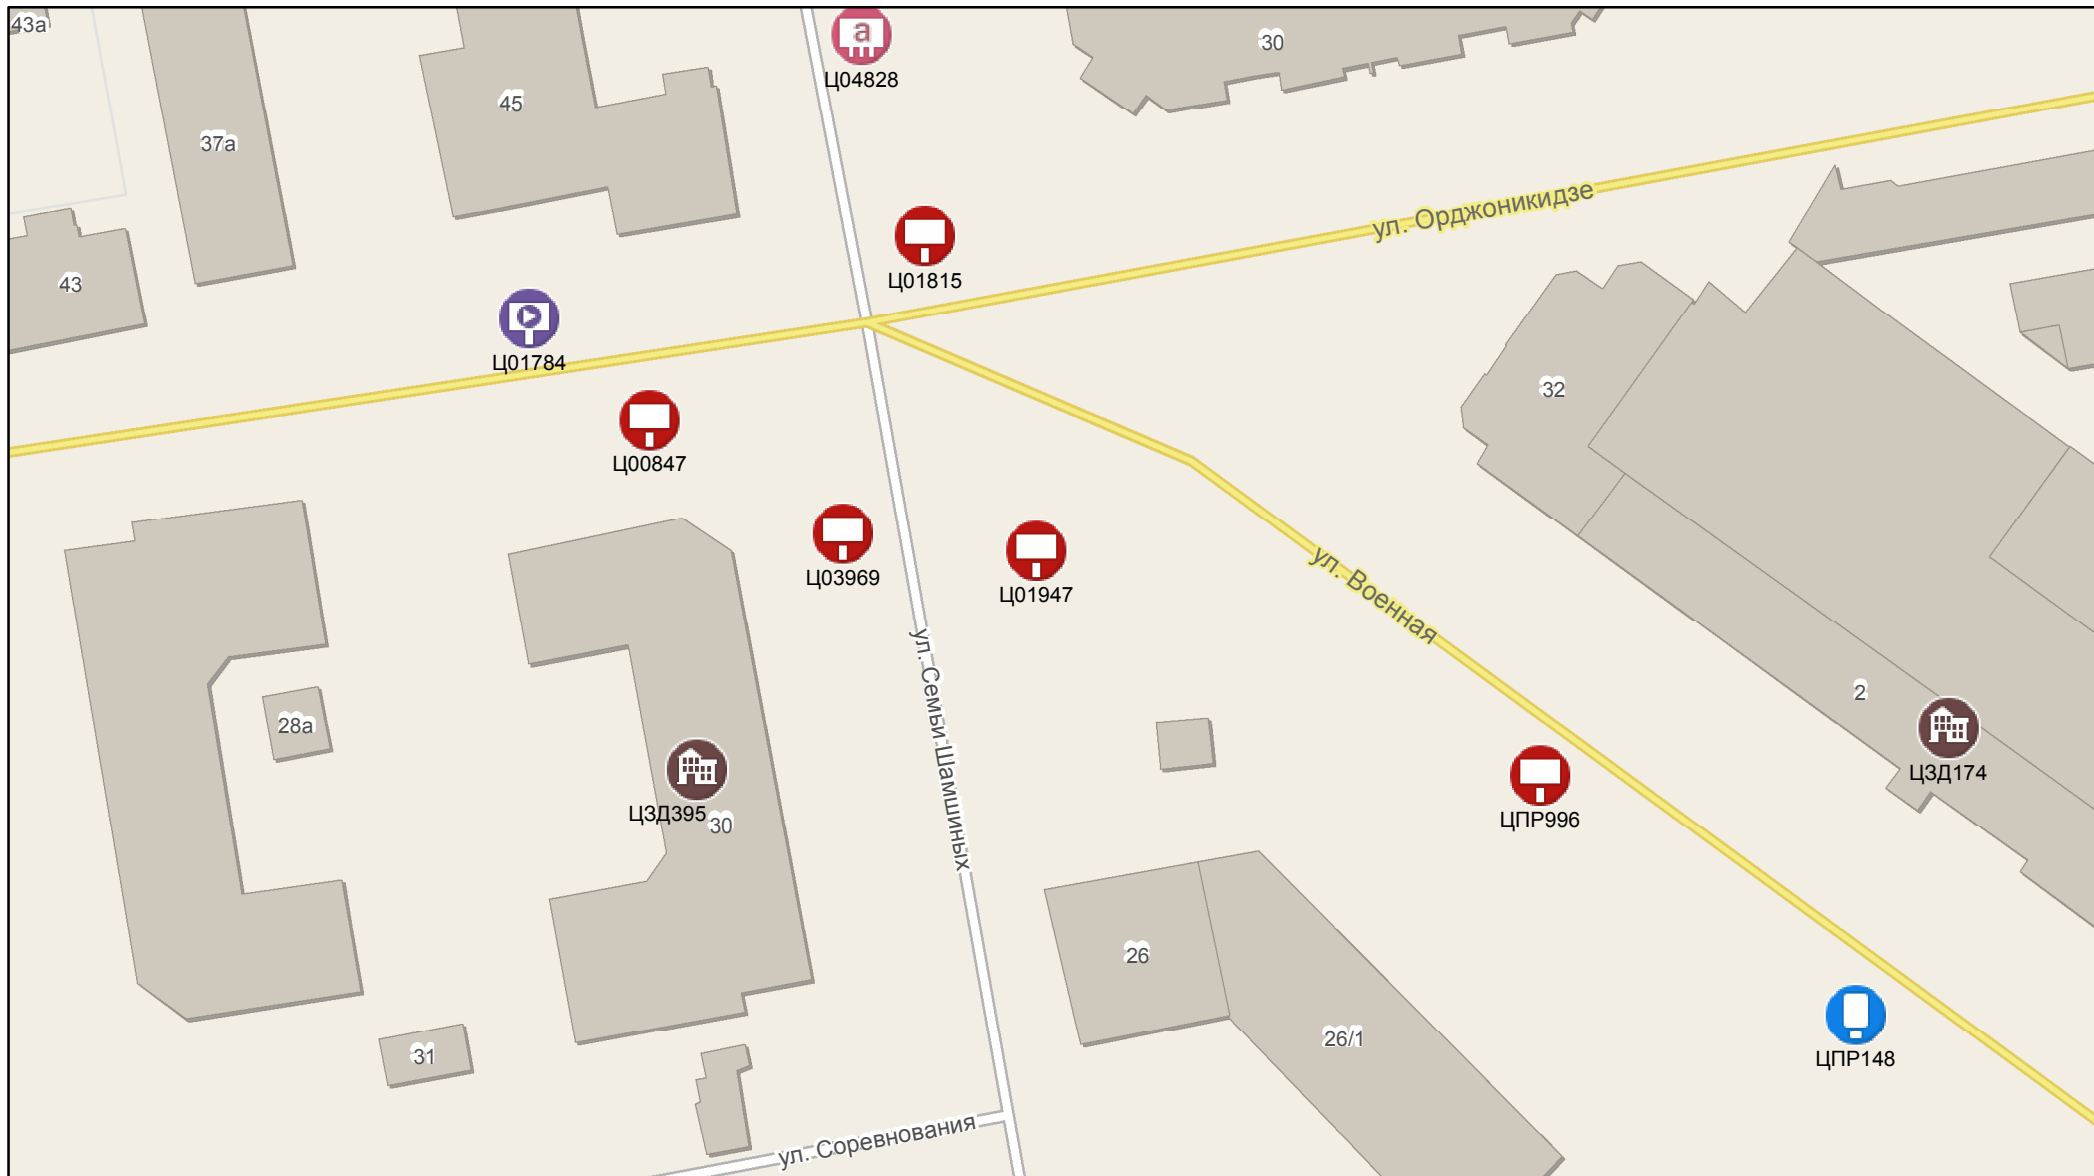 43а
30
а
Ц04828
45
37а
ул. Орджоникидзе
Ц01815
43
Ц01784
32
Ц00847
Ц03969
Ц01947
ул. Военная
ул. Семьи Шамшиных
2
28а
ЦЗД174
ЦЗД395
30
ЦПР996
26
26/1
31
ЦПР148
ул. Соревнования